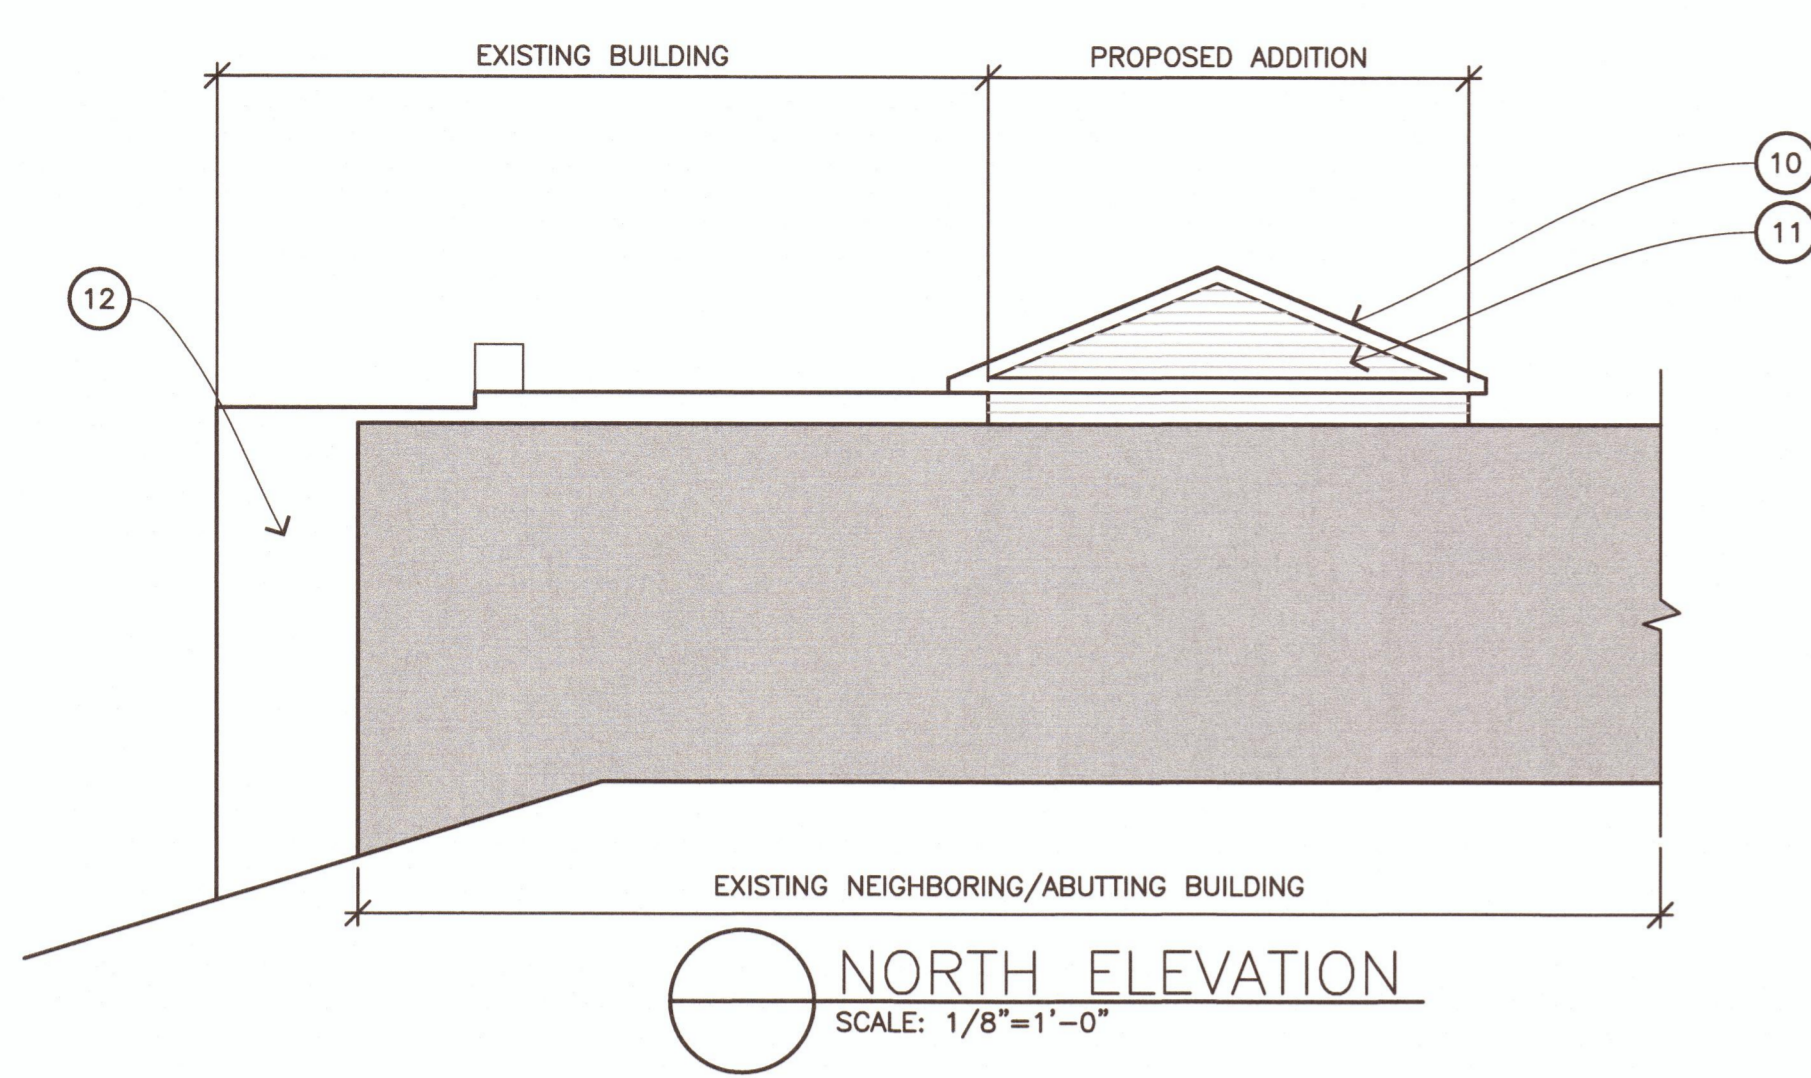 EXISTING BUILDING
PROPOSED ADDITION
10
11
12
EXISTING NEIGHBORING/ABUTTING BUILDING
NORTH ELEVATION
SCALE: 1/8"=1'-0"